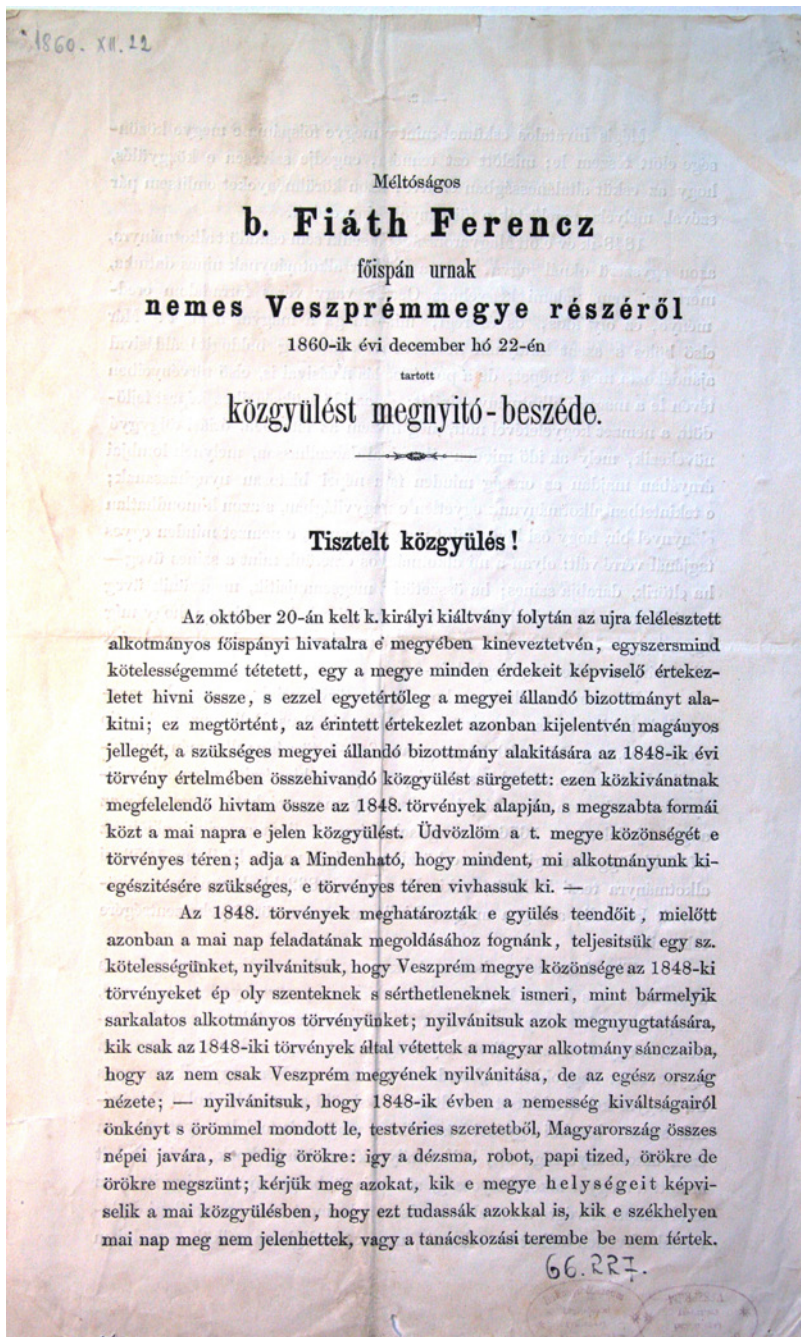 1860. XII. 22
Méltóságos
b. Fiáth Ferencz
főispán urnak
nemes Veszprémmegye részéről
1860-ik évi december hó 22-én
tartott
közgyülést megnyitó-beszéde.
Tisztelt közgyülés!
Az október 20-án kelt k. királyi kiáltvány folytán az ujra felélesztett
alkotmányos főispányi hivatalra e megyében kineveztetvén, egyszersmind
kötelességemmé tétetett, egy a megye minden érdekeit képviselő értekez-
letet hivni össze, s ezzel egyetértőleg a megyei állandó bizottmányt ala-
kitni; ez megtörtént, az érintett értekezlet azonban kijelentvén magányos
jellegét, a szükséges megyei állandó bizottmány alakitására az 1848-ik évi
törvény értelmében összehivandó közgyülést sürgetett: ezen közkivánatnak
megfelelendő hivtam össze az 1848. törvények alapján, s megszabta formái
közt a mai napra e jelen közgyülést. Üdvözlöm a t. megye közönségét e
törvényes téren; adja a Mindenható, hogy mindent, mi alkotmányunk ki-
egészitésére szükséges, e törvényes téren vivhassuk ki. —
Az 1848. törvények meghatározták e gyülés teendőit, mielőtt
azonban a mai nap feladatának megoldásához fognánk, teljesitsük egy sz.
kötelességünket, nyilvánitsuk, hogy Veszprém megye közönsége az 1848-ki
törvényeket ép oly szenteknek s sérthetleneknek ismeri, mint bármelyik
sarkalatos alkotmányos törvényünket; nyilvánitsuk azok megnyugtatására,
kik csak az 1848-iki törvények által vétettek a magyar alkotmány sánczaiba,
hogy az nem csak Veszprém megyének nyilvánitása, de az egész ország
nézete; — nyilvánitsuk, hogy 1848-ik évben a nemesség kiváltságairól
önkényt s örömmel mondott le, testvéries szeretetből, Magyarország összes
népei javára, s pedig örökre: igy a dézsma, robot, papi tized, örökre de
örökre megszünt; kérjük meg azokat, kik e megye helységeit képvi-
selik a mai közgyülésben, hogy ezt tudassák azokkal is, kik e székhelyen
mai nap meg nem jelenhettek, vagy a tanácskozási terembe be nem fértek.
66.227.